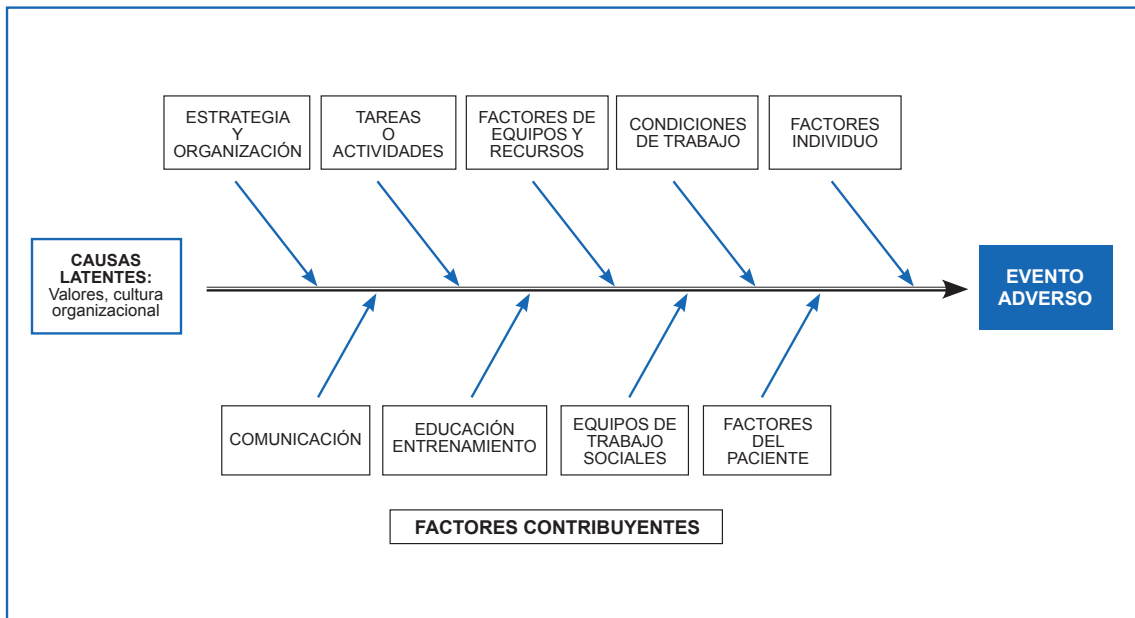 ESTRATEGIA
Y
ORGANIZACIÓN
TAREAS
O
ACTIVIDADES
FACTORES DE
EQUIPOS Y
RECURSOS
CONDICIONES
DE TRABAJO
FACTORES
INDIVIDUO
CAUSAS
LATENTES:
Valores, cultura
organizacional
EVENTO
ADVERSO
COMUNICACIÓN
EDUCACIÓN
ENTRENAMIENTO
EQUIPOS DE
TRABAJO
SOCIALES
FACTORES
DEL
PACIENTE
FACTORES CONTRIBUYENTES